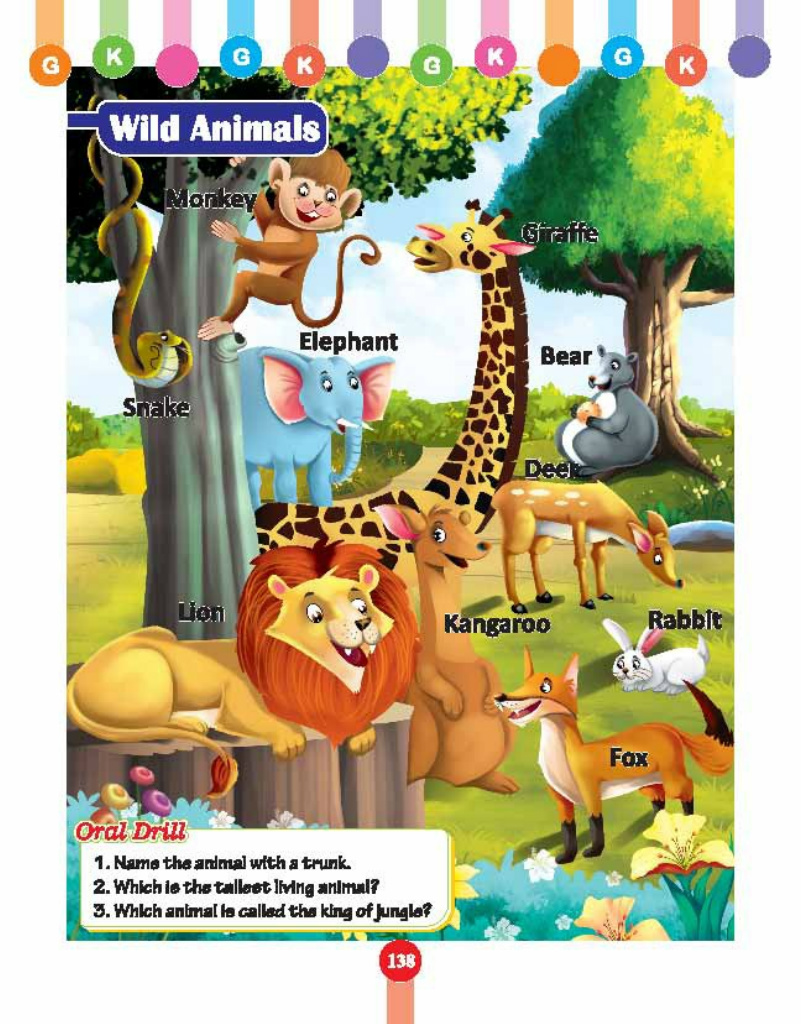 G K G K G K G K
Wild Animals
Monkey
Giraffe
Elephant
Bear
Snake
Deer
Lion
Kangaroo
Rabbit
Fox
Oral Drill
1. Name the animal with a trunk.
2. Which is the tallest living animal?
3. Which animal is called the king of jungle?
138